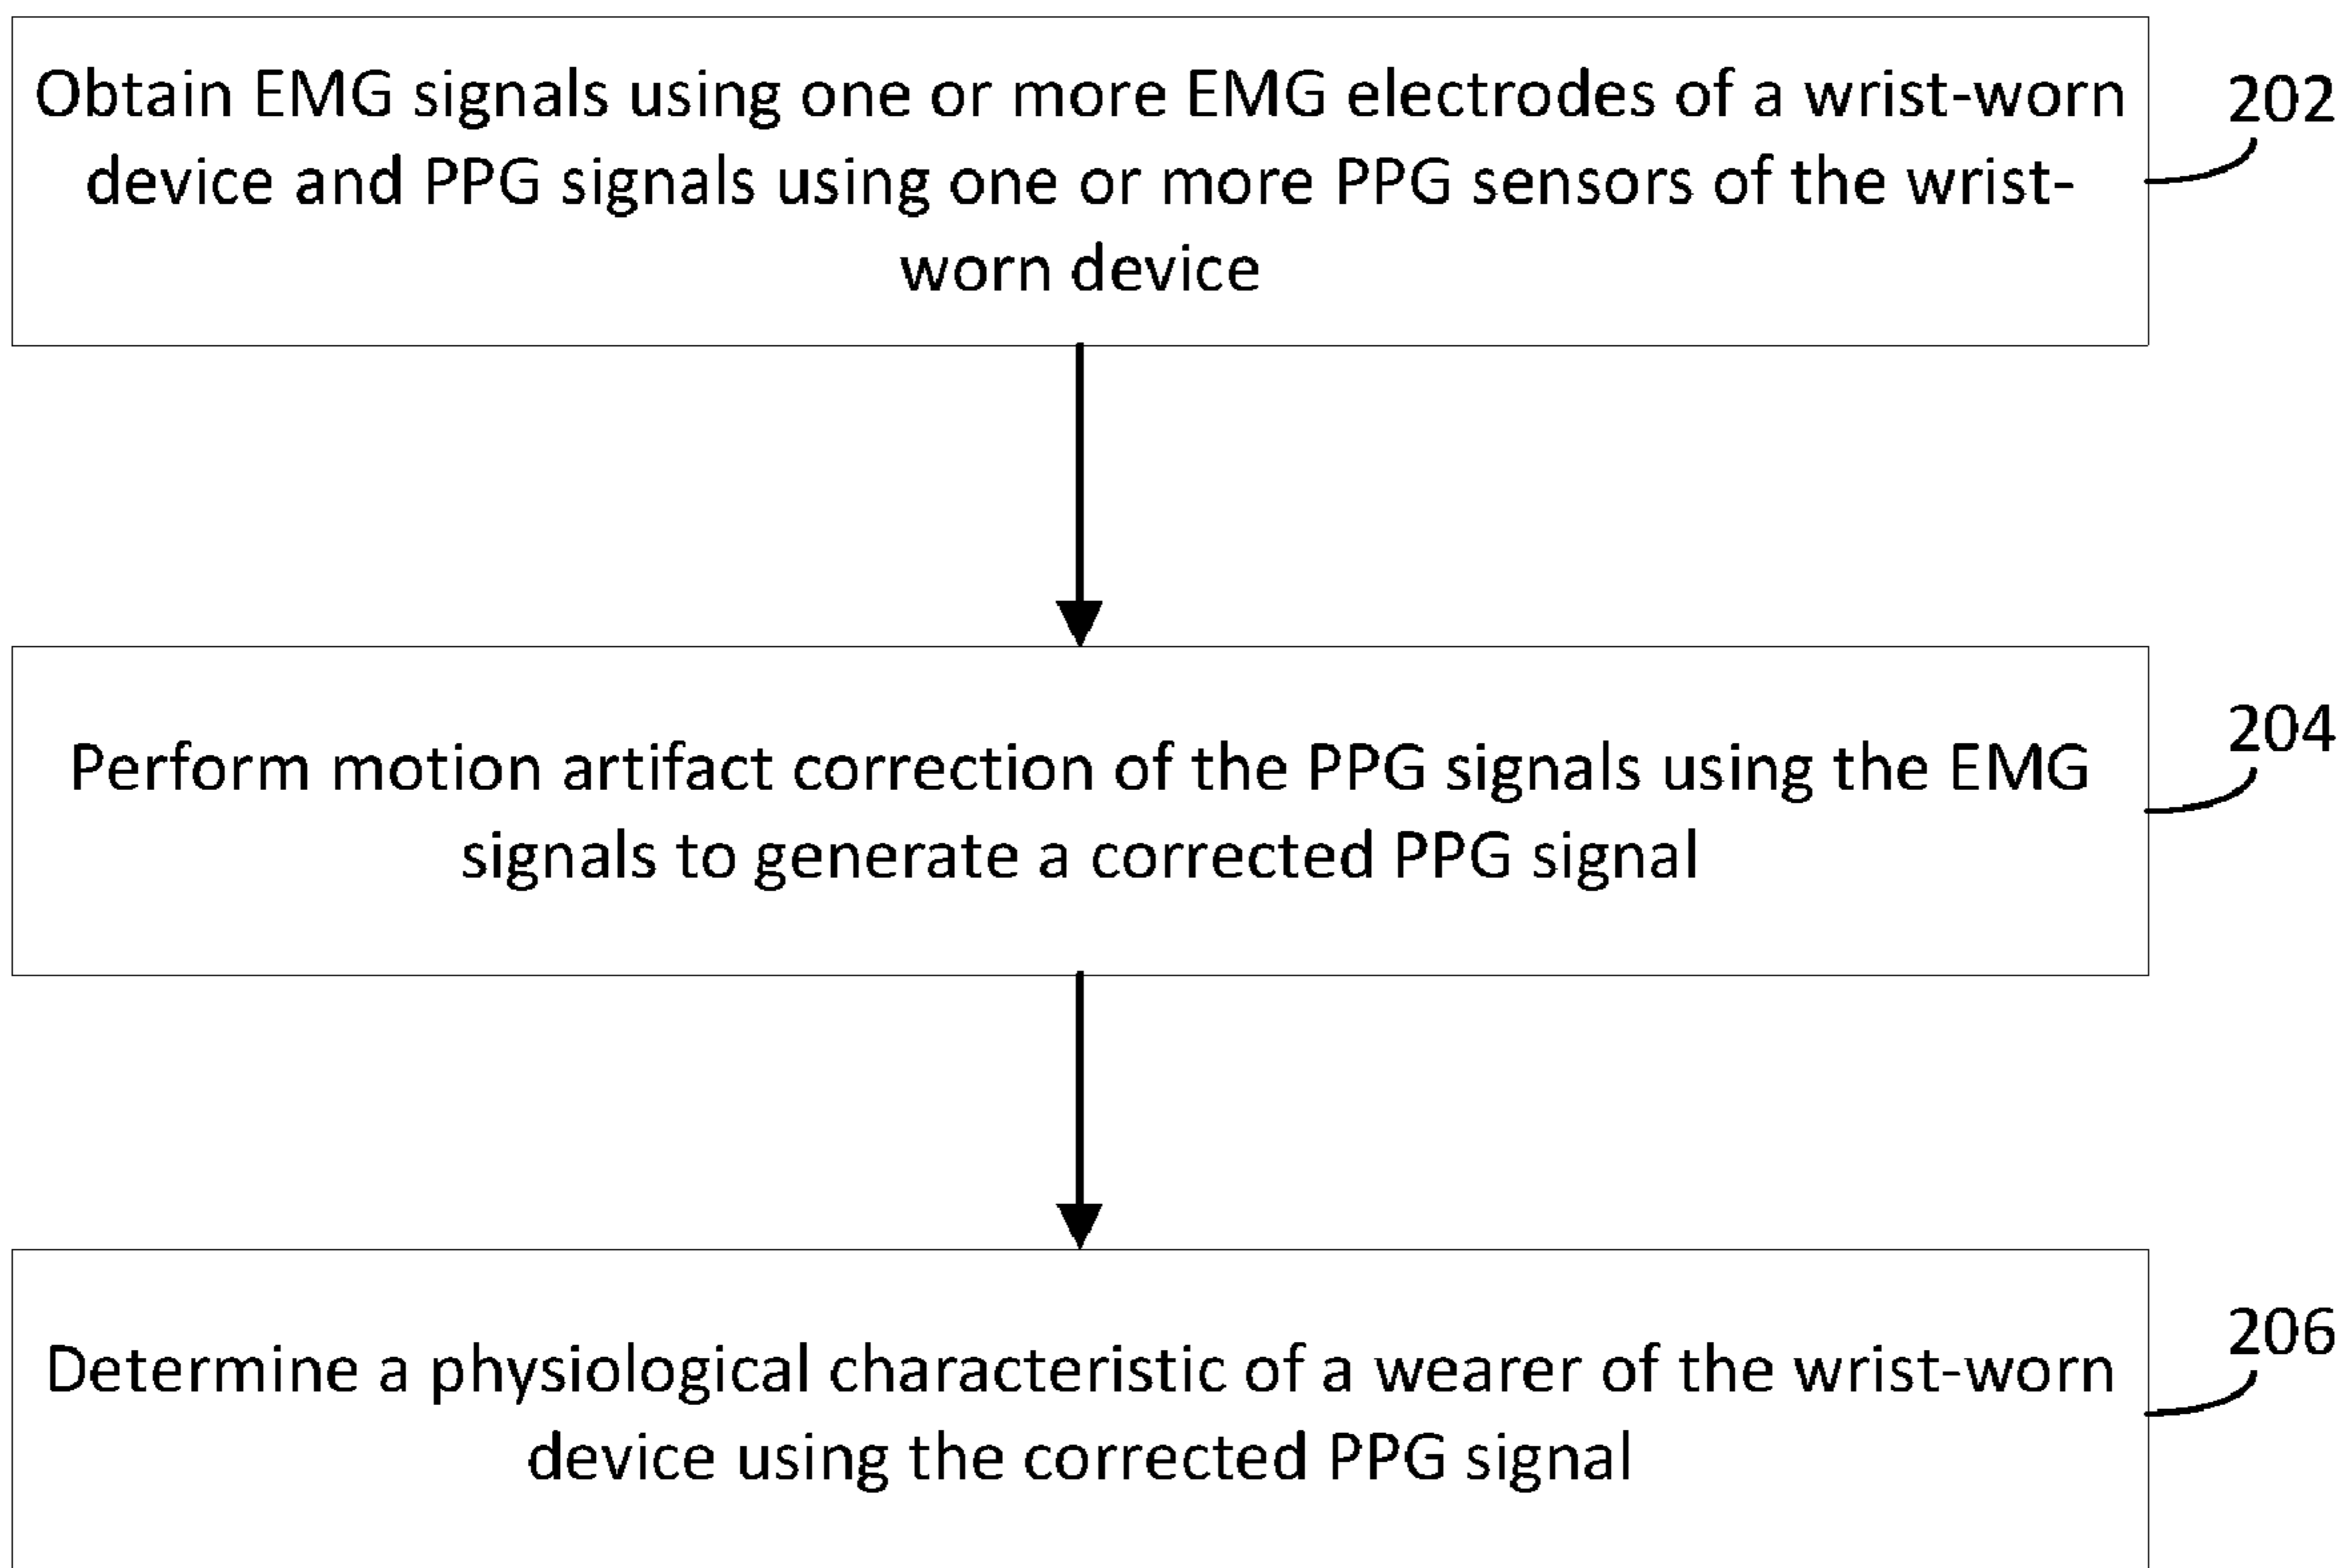 Obtain EMG signals using one or more EMG electrodes of a wrist-worn
device and PPG signals using one or more PPG sensors of the wrist-
worn device
202
Perform motion artifact correction of the PPG signals using the EMG
signals to generate a corrected PPG signal
204
Determine a physiological characteristic of a wearer of the wrist-worn
device using the corrected PPG signal
206